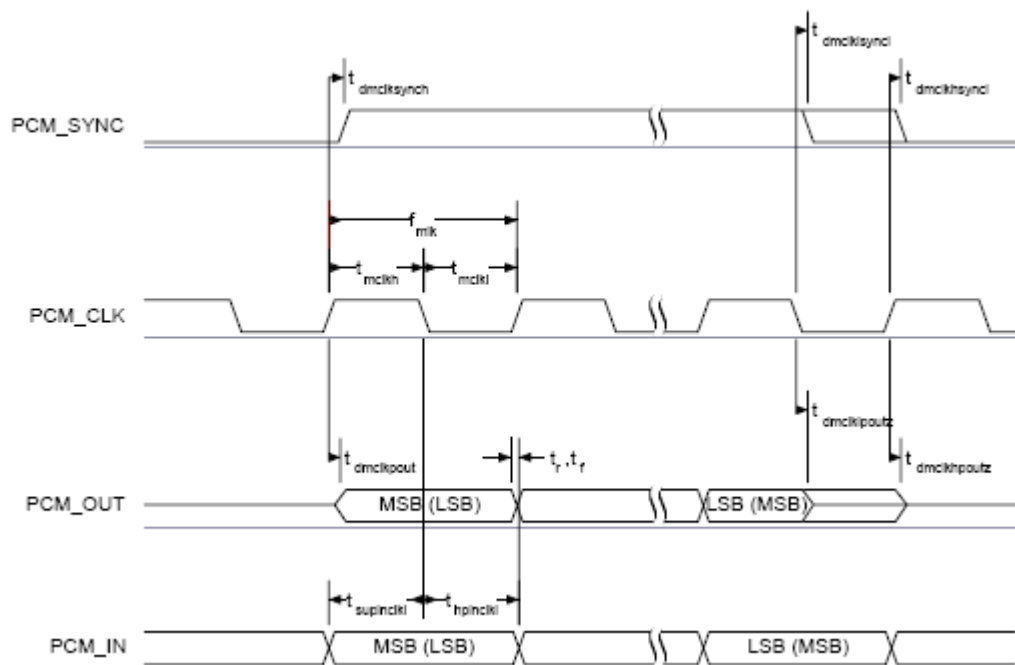 t dmclklsyncl
t dmclksynch
t dmclkhsyncl
PCM_SYNC
f mlk
t mclkh
t mclkl
PCM_CLK
t dmclklpoutz
t dmclkpout
t r ,t f
t dmclkhpoutz
PCM_OUT
MSB (LSB)
LSB (MSB)
t supinclkl
t hpinclkl
PCM_IN
MSB (LSB)
LSB (MSB)